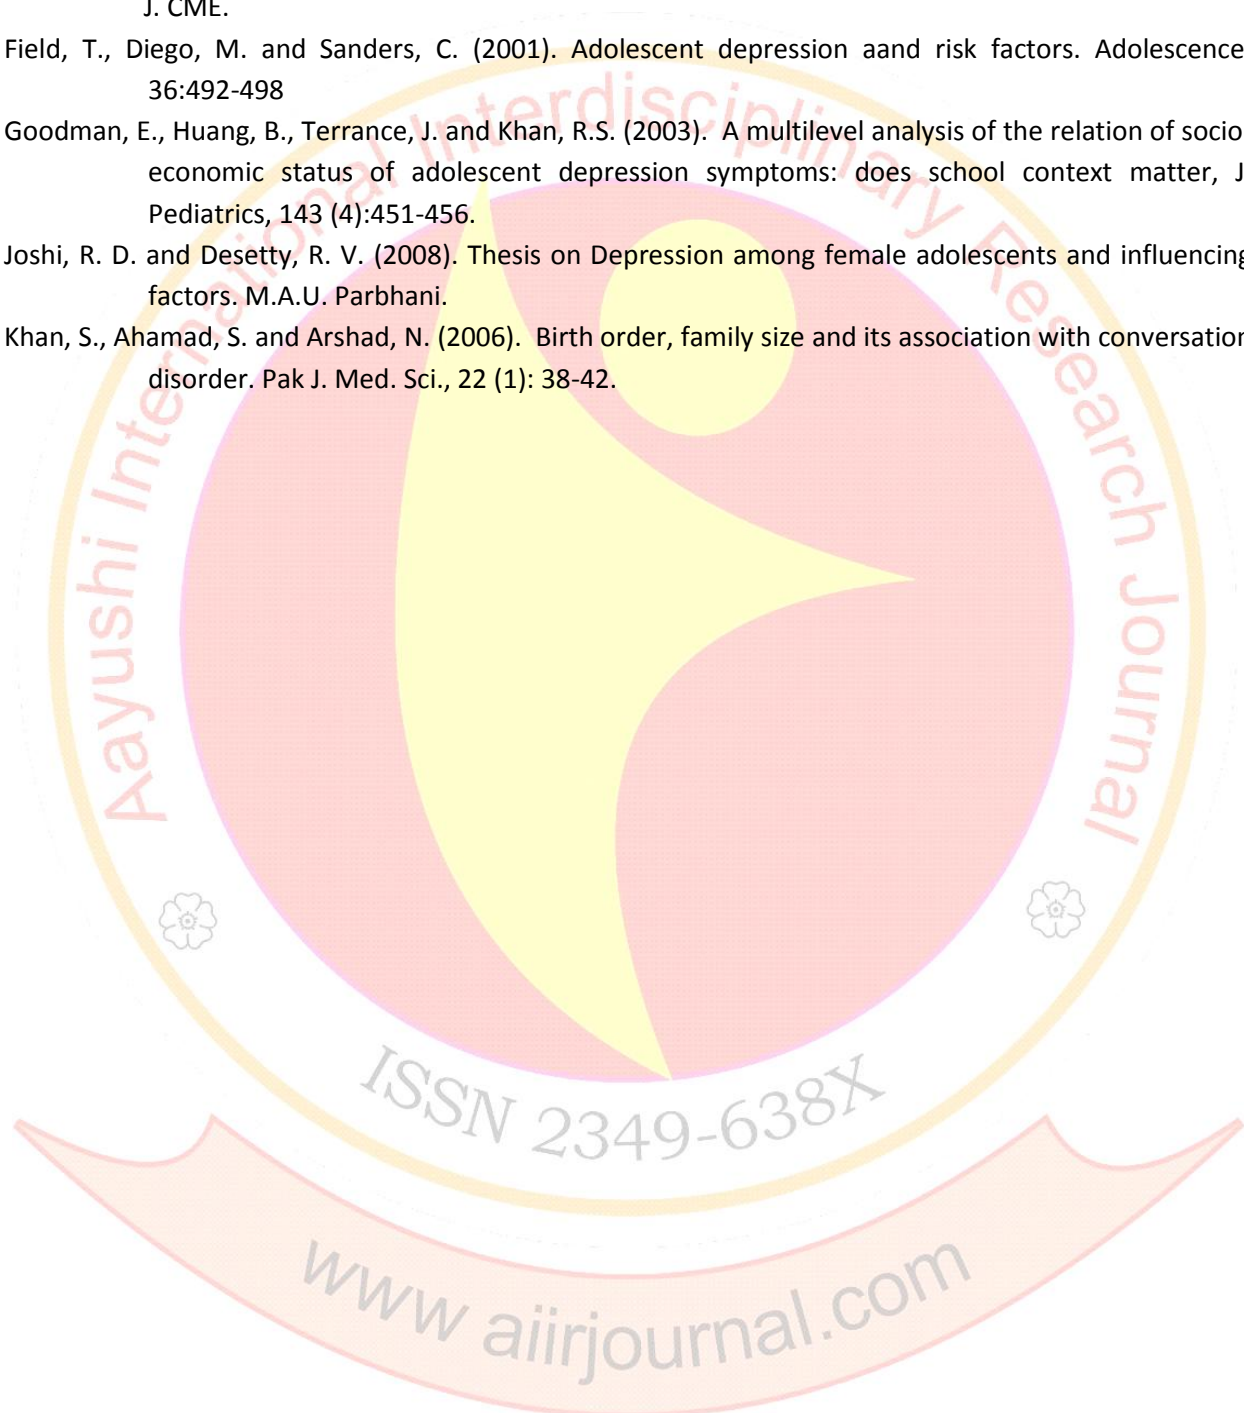 J. CME.
Field, T., Diego, M. and Sanders, C. (2001). Adolescent depression aand risk factors. Adolescence
36:492-498
Goodman, E., Huang, B., Terrance, J. and Khan, R.S. (2003). A multilevel analysis of the relation of socio
economic status of adolescent depression symptoms: does school context matter, J
Pediatrics, 143 (4):451-456.
Joshi, R. D. and Desetty, R. V. (2008). Thesis on Depression among female adolescents and influencing
factors. M.A.U. Parbhani.
Khan, S., Ahamad, S. and Arshad, N. (2006). Birth order, family size and its association with conversation
disorder. Pak J. Med. Sci., 22 (1): 38-42.
Aayushi International Interdisciplinary Research Journal
ISSN 2349-638X
www aiirjournal.com